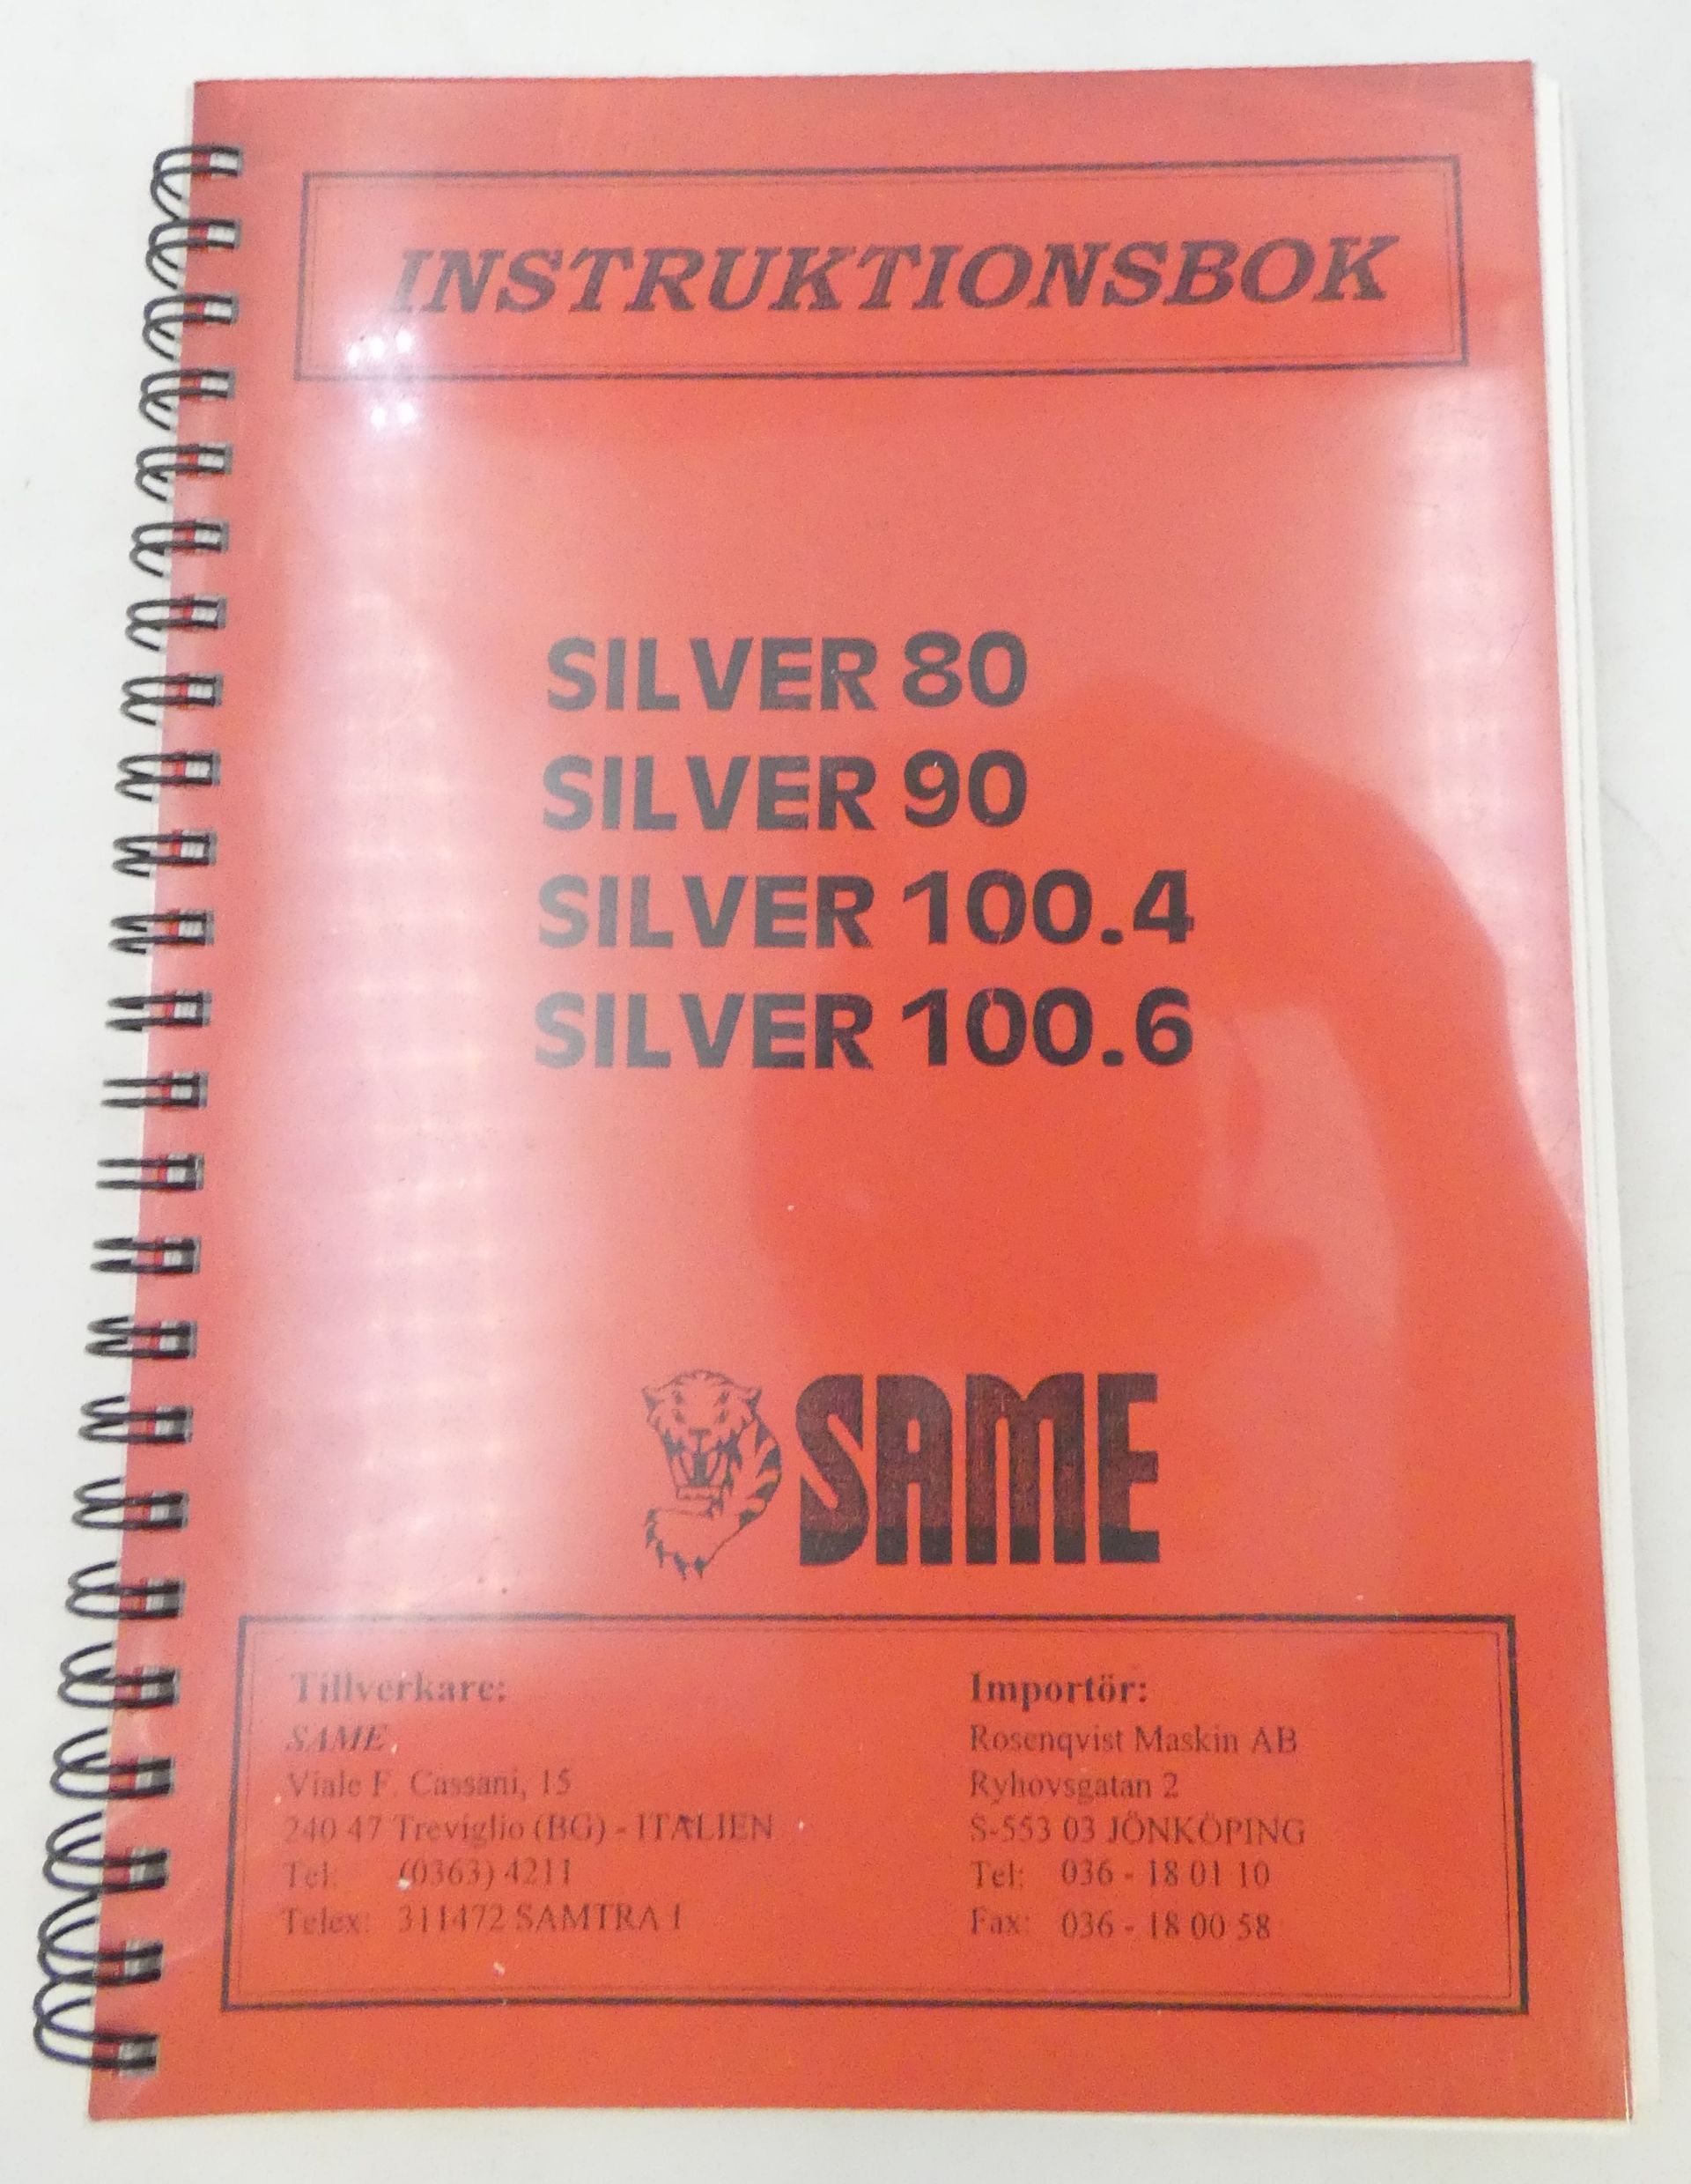 INSTRUKTIONSBOK
SILVER 80
SILVER 90
SILVER 100.4
SILVER 100.6
SAME
Tillverkare:
SAME
Viale F. Cassani, 15
240 47 Treviglio (BG) - ITALIEN
Tel: (0363) 4211
Telex: 311472 SAMTRA I
Importör:
Rosenqvist Maskin AB
Ryhovsgatan 2
S-553 03 JÖNKÖPING
Tel: 036 - 18 01 10
Fax: 036 - 18 00 58